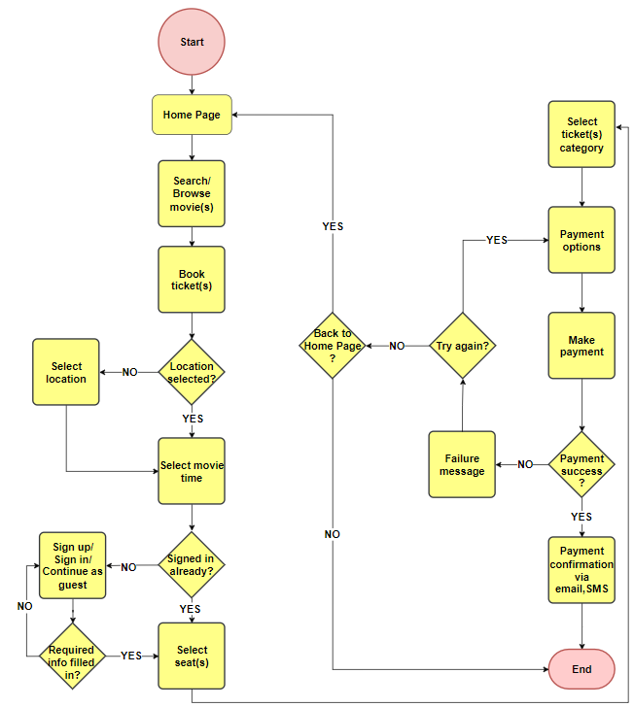 Start
Home Page
Search/
Browse
movie(s)
Book
ticket(s)
Location
selected?
NO
Select
location
YES
Select movie
time
Signed in
already?
NO
Sign up/
Sign in/
Continue as
guest
NO
Required
info filled
in?
YES
YES
Select
seat(s)
Select
ticket(s)
category
Payment
options
Make
payment
Payment
success
?
NO
Failure
message
Try again?
YES
NO
Back to
Home Page
?
YES
NO
YES
Payment
confirmation
via
email,SMS
End